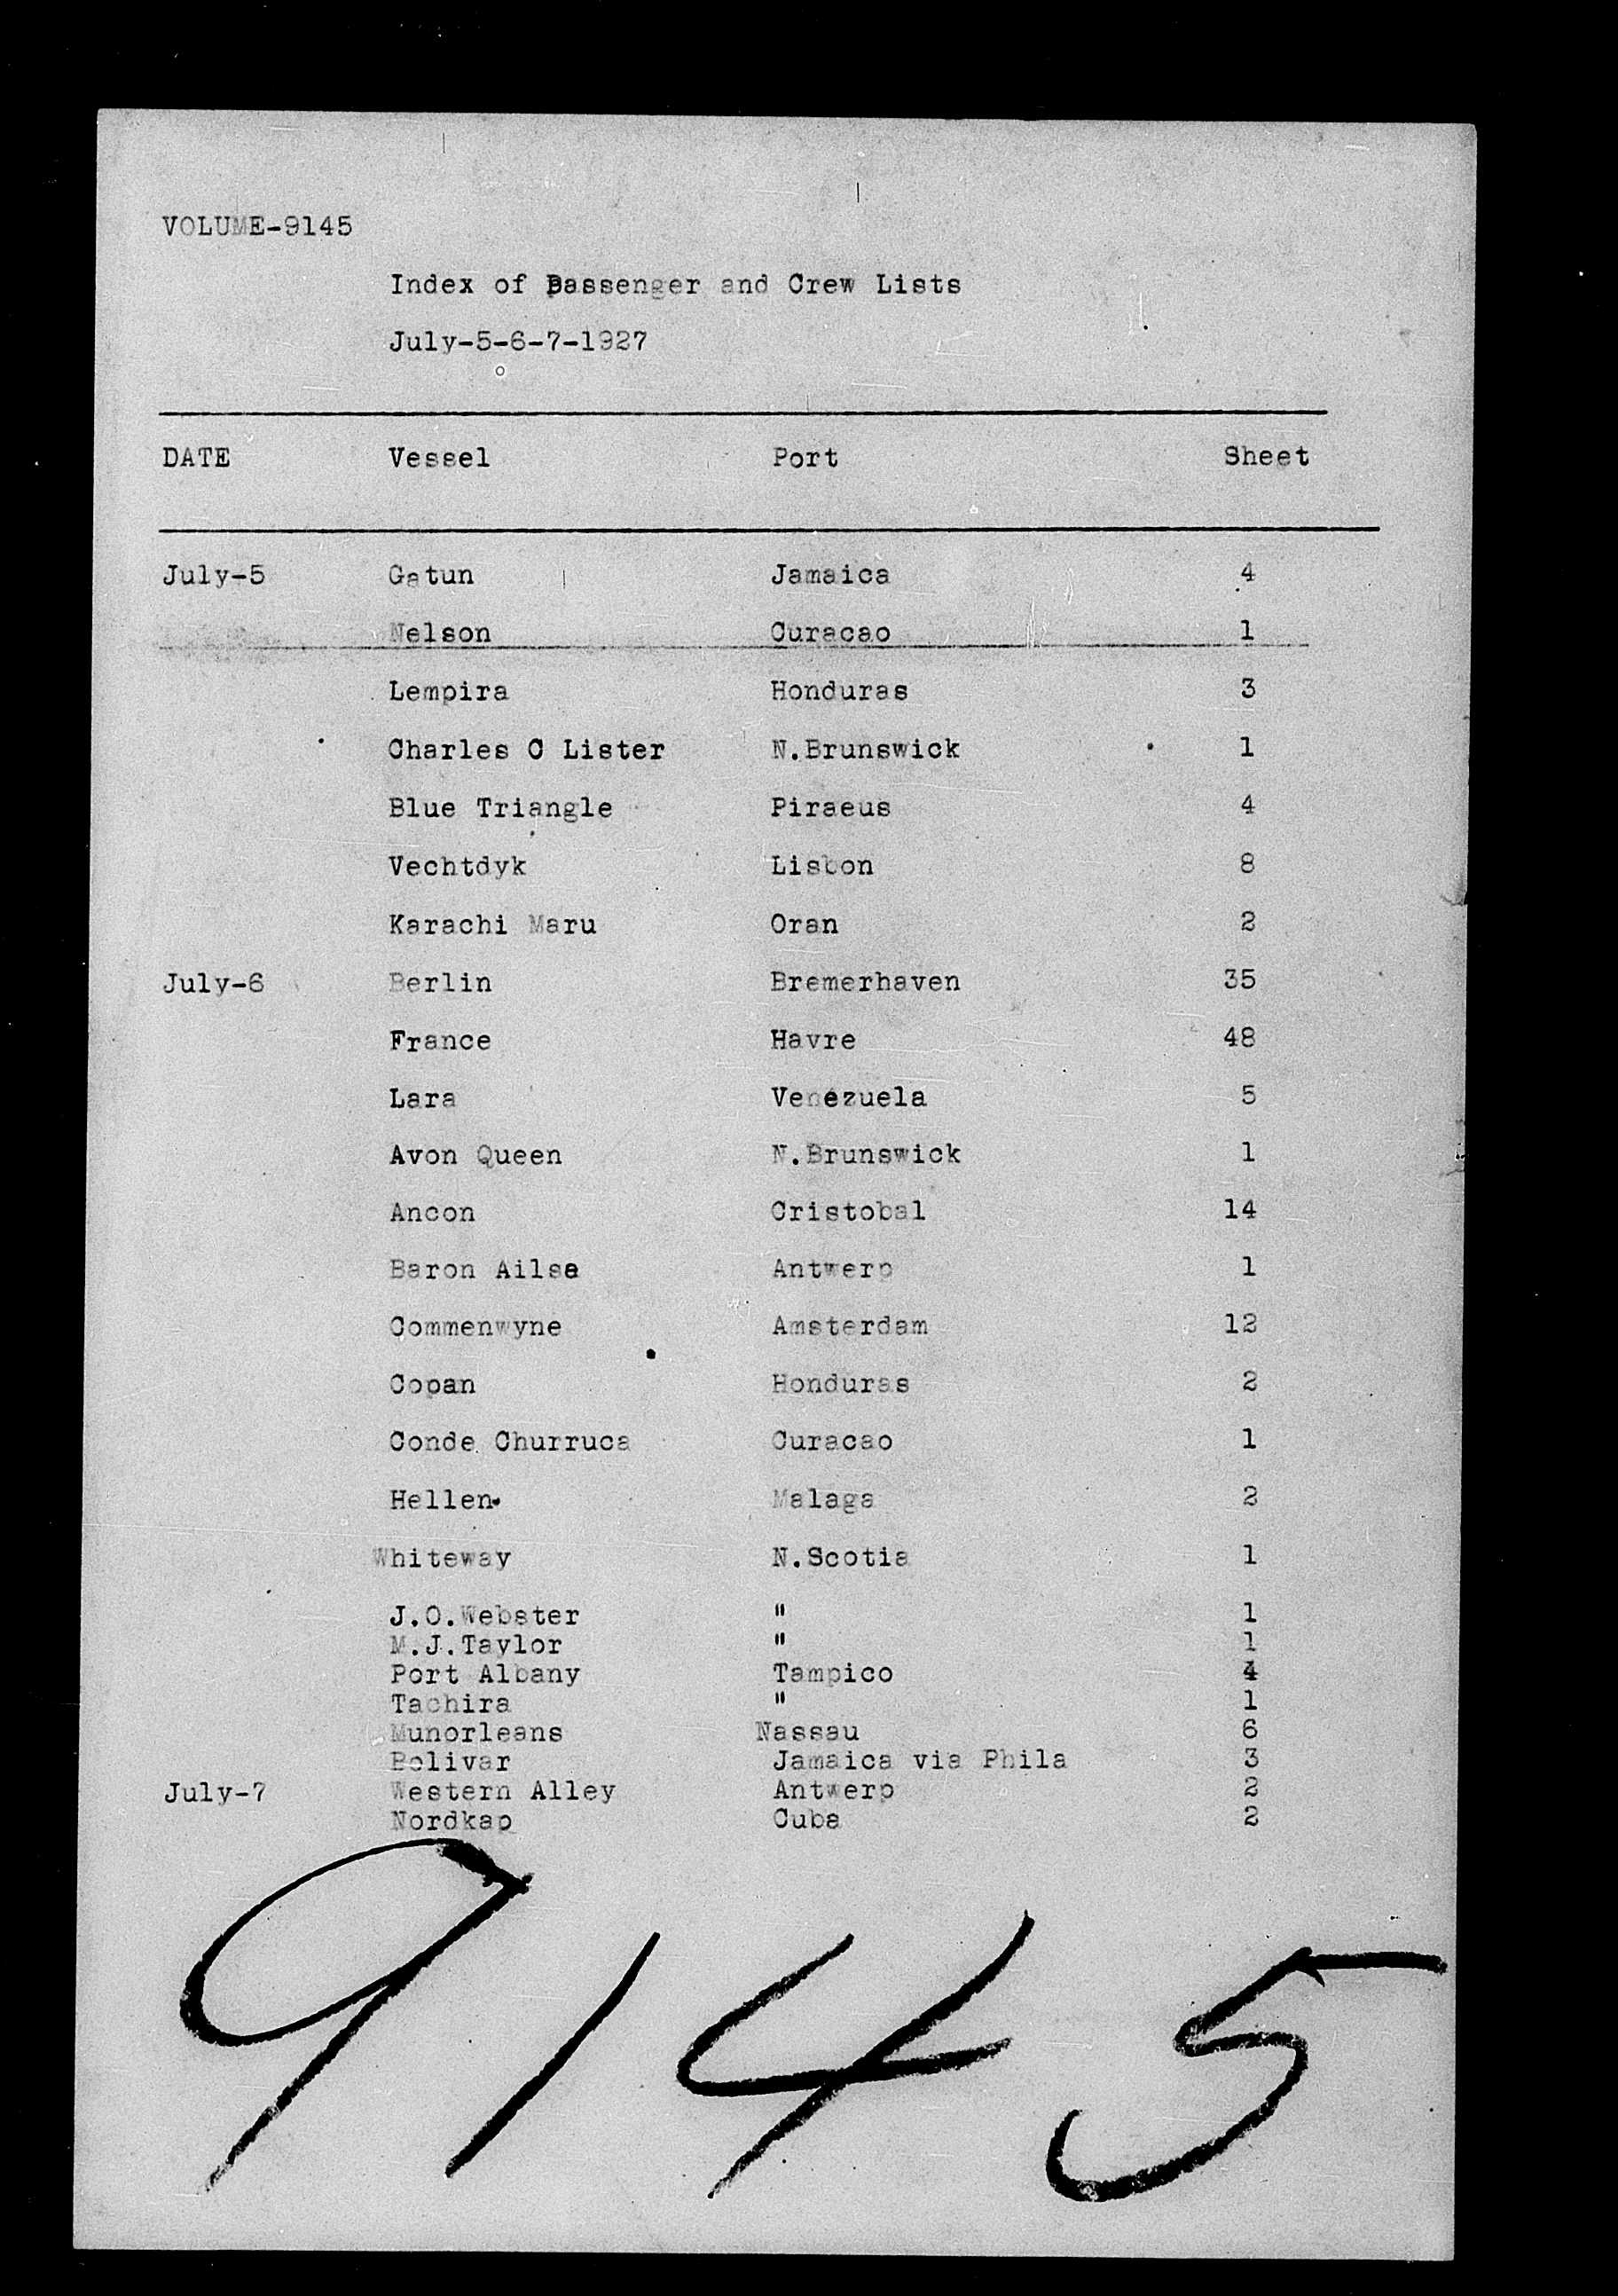 VOLUME-9145
Index of Passenger and Crew Lists
July-5-6-7-1927
DATE Vessel Port Sheet
July-5 Gatun Jamaica 4
Nelson Curacao 1
Lempira Honduras 3
Charles C Lister N.Brunswick 1
Blue Triangle Piraeus 4
Vechtdyk Lisbon 8
Karachi Maru Oran 2
July-6 Berlin Bremerhaven 35
France Havre 48
Lara Venezuela 5
Avon Queen N.Brunswick 1
Ancon Cristobal 14
Baron Ailsa Antwerp 1
Commenwyne Amsterdam 12
Copan Honduras 2
Conde Churruca Curacao 1
Hellen. Malaga 2
Whiteway N.Scotia 1
J.O.Webster " 1
M.J.Taylor " 1
Port Albany Tampico 4
Tachira " 1
Munorleans Nassau 6
Bolivar Jamaica via Phila 3
July-7 Western Alley Antwerp 2
Nordkap Cuba 2
9145